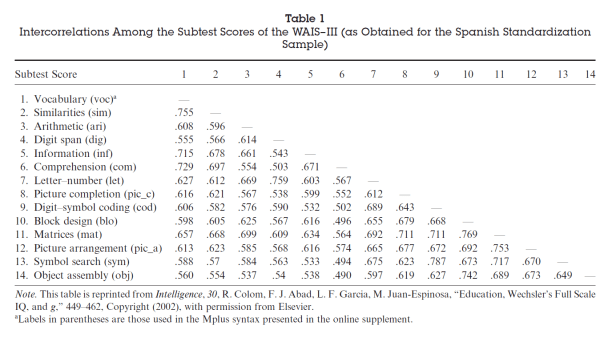 Table 1
Intercorrelations Among the Subtest Scores of the WAIS–III (as Obtained for the Spanish Standardization
Sample)
Subtest Score 1 2 3 4 5 6 7 8 9 10 11 12 13 14
1. Vocabulary (voc)ª —
2. Similarities (sim) .755 —
3. Arithmetic (ari) .608 .596 —
4. Digit span (dig) .555 .566 .614 —
5. Information (inf) .715 .678 .661 .543 —
6. Comprehension (com) .729 .697 .554 .503 .671 —
7. Letter–number (let) .627 .612 .669 .759 .603 .567 —
8. Picture completion (pic_c) .616 .621 .567 .538 .599 .552 .612 —
9. Digit–symbol coding (cod) .606 .582 .576 .590 .532 .502 .689 .643 —
10. Block design (blo) .598 .605 .625 .567 .616 .496 .655 .679 .668 —
11. Matrices (mat) .657 .668 .699 .609 .634 .564 .692 .711 .711 .769 —
12. Picture arrangement (pic_a) .613 .623 .585 .568 .616 .574 .665 .677 .672 .692 .753 —
13. Symbol search (sym) .588 .57 .584 .563 .533 .494 .675 .623 .787 .673 .717 .670 —
14. Object assembly (obj) .560 .554 .537 .54 .538 .490 .597 .619 .627 .742 .689 .673 .649 —
Note. This table is reprinted from Intelligence, 30, R. Colom, F. J. Abad, L. F. Garcia, M. Juan-Espinosa, “Education, Wechsler’s Full Scale
IQ, and g,” 449–462, Copyright (2002), with permission from Elsevier.
ªLabels in parentheses are those used in the Mplus syntax presented in the online supplement.